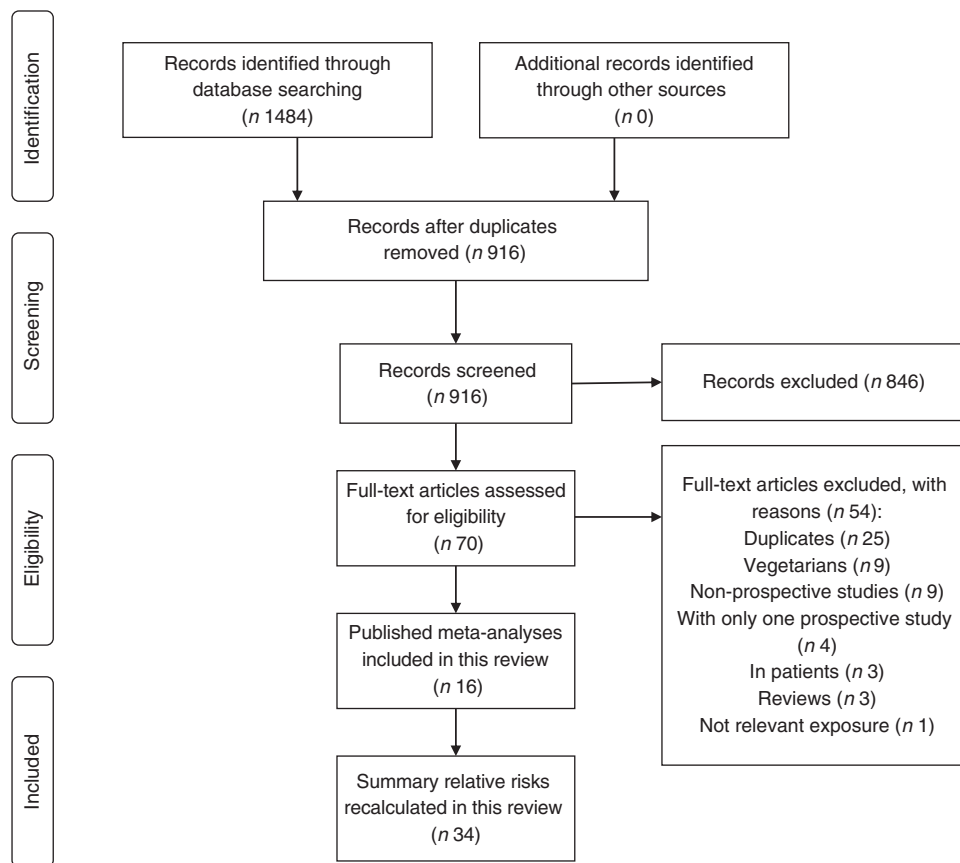 Identification
Records identified through
database searching
(n 1484)
Additional records identified
through other sources
(n 0)
Records after duplicates
removed (n 916)
Screening
Records screened
(n 916)
Records excluded (n 846)
Eligibility
Full-text articles assessed
for eligibility
(n 70)
Full-text articles excluded, with
reasons (n 54):
Duplicates (n 25)
Vegetarians (n 9)
Non-prospective studies (n 9)
With only one prospective study
(n 4)
In patients (n 3)
Reviews (n 3)
Not relevant exposure (n 1)
Published meta-analyses
included in this review
(n 16)
Included
Summary relative risks
recalculated in this review
(n 34)